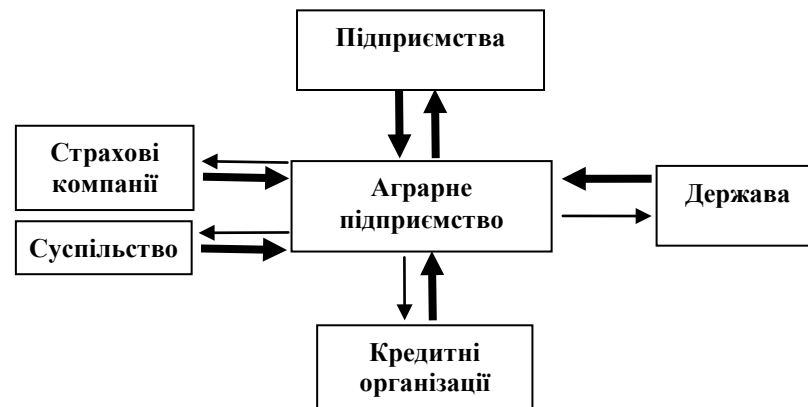 Підприємства
Страхові
компанії
Аграрне
підприємство
Держава
Суспільство
Кредитні
організації